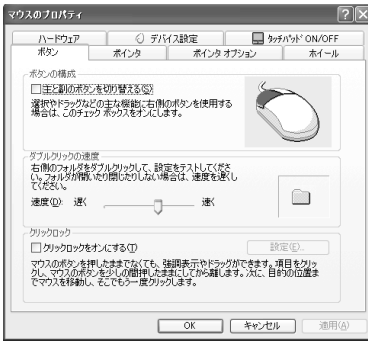 マウスのプロパティ
ハードウェア デバイス設定 タッチパッド ON/OFF
ボタン ポインタ ポインタ オプション ホイール
ボタンの構成
主と副のボタンを切り替える(S)
選択やドラッグなどの主な機能に右側のボタンを使用する
場合は、このチェック ボックスをオンにします。
ダブルクリックの速度
右側のフォルダをダブルクリックして、設定をテストしてくださ
い。フォルダが開いたり閉じたりしない場合は、速度を遅くし
てください。
速度(D): 遅く 速く
クリックロック
クリックロックをオンにする(T) 設定(E)...
マウスのボタンを押したままでなくても、強調表示やドラッグができます。項目をクリッ
クし、マウスのボタンを少しの間押したままにしてから離します。次に、目的の位置ま
でマウスを移動し、そこでもう一度クリックします。
OK キャンセル 適用(A)